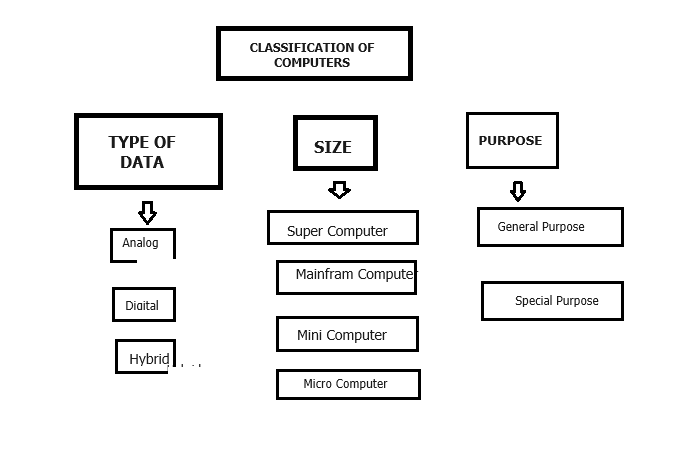 CLASSIFICATION OF
COMPUTERS
TYPE OF
DATA
SIZE
PURPOSE
Analog
Digital
Hybrid
Super Computer
Mainfram Computer
Mini Computer
Micro Computer
General Purpose
Special Purpose